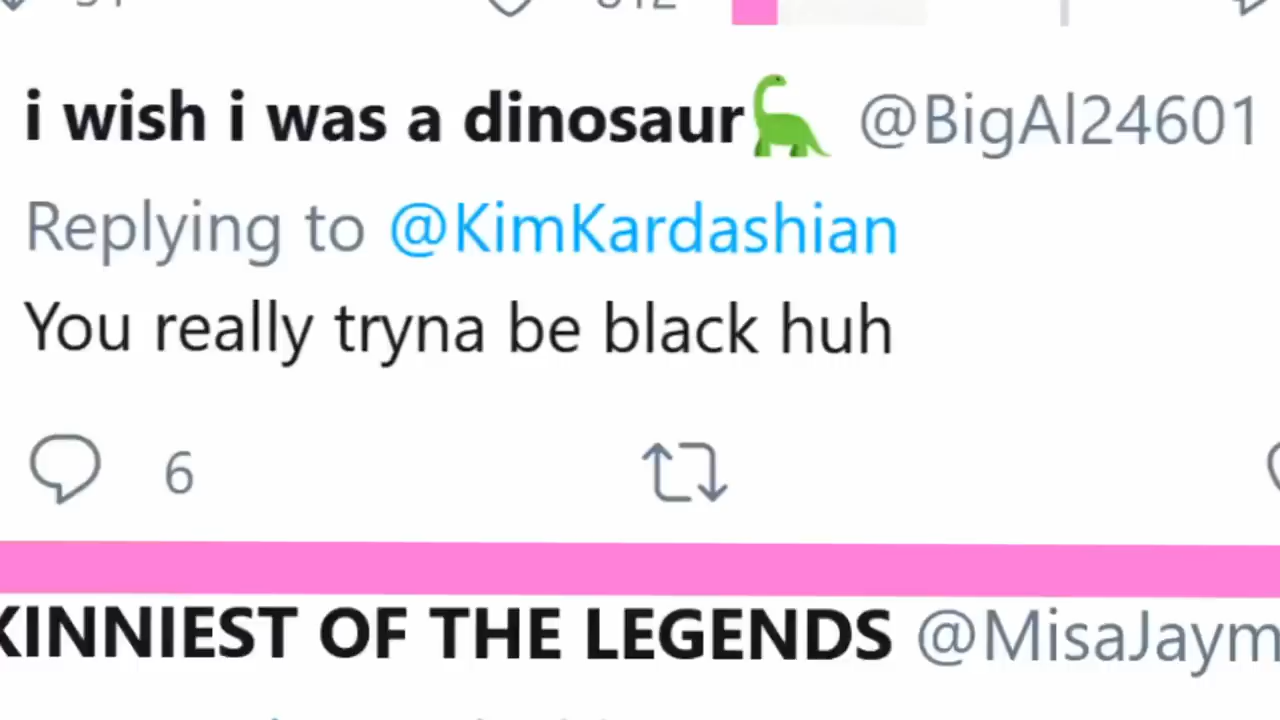 i wish i was a dinosaur🦕 @BigAl24601
Replying to @KimKardashian
You really tryna be black huh
6
KINNIEST OF THE LEGENDS @MisaJaym